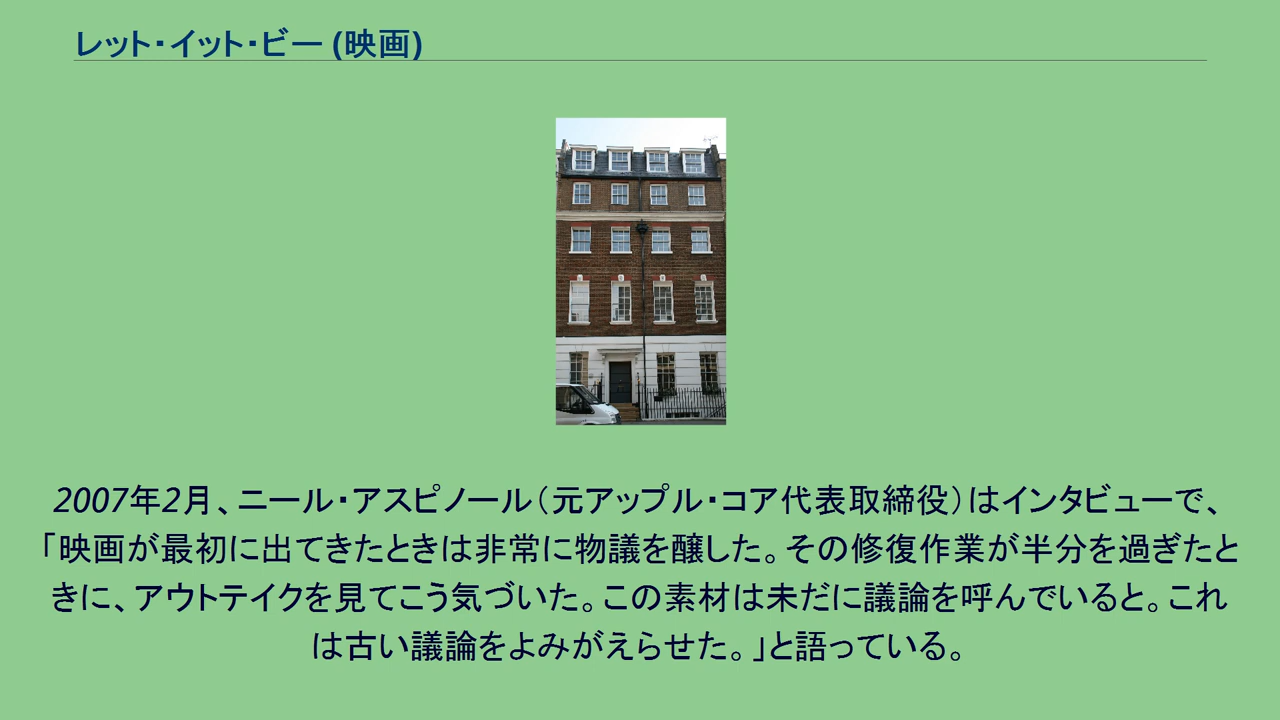 レット・イット・ビー (映画)
2007年2月、ニール・アスピノール（元アップル・コア代表取締役）はインタビューで、
「映画が最初に出てきたときは非常に物議を醸した。その修復作業が半分を過ぎたと
きに、アウトテイクを見てこう気づいた。この素材は未だに議論を呼んでいると。これ
は古い議論をよみがえらせた。」と語っている。